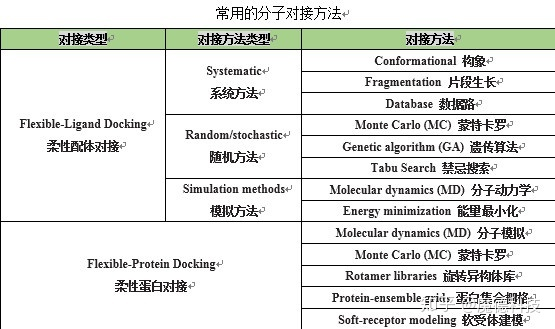 常用的分子对接方法
对接类型 对接方法类型 对接方法
Flexible-Ligand Docking
柔性配体对接
Systematic
系统方法
Conformational 构象
Fragmentation 片段生长
Database 数据路
Random/stochastic
随机方法
Monte Carlo (MC) 蒙特卡罗
Genetic algorithm (GA) 遗传算法
Tabu Search 禁忌搜索
Simulation methods
模拟方法
Molecular dynamics (MD) 分子动力学
Energy minimization 能量最小化
Flexible-Protein Docking
柔性蛋白对接
Molecular dynamics (MD) 分子模拟
Monte Carlo (MC) 蒙特卡罗
Rotamer libraries 旋转异构体库
Protein-ensemble grids 蛋白集合栅格
Soft-receptor modeling 软受体建模
知乎